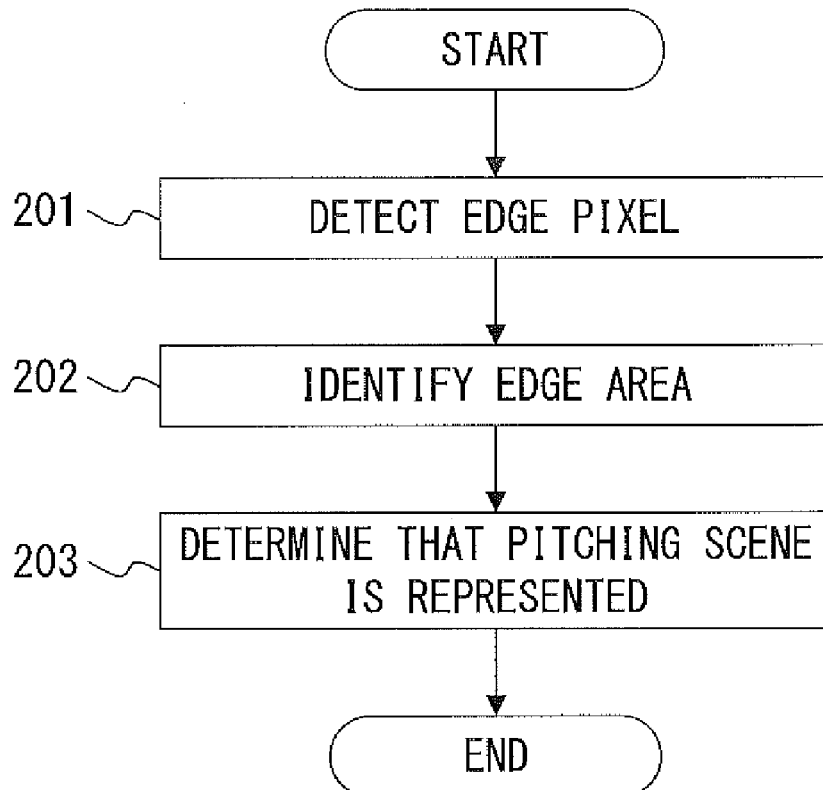 START
201
DETECT EDGE PIXEL
202
IDENTIFY EDGE AREA
203
DETERMINE THAT PITCHING SCENE
IS REPRESENTED
END